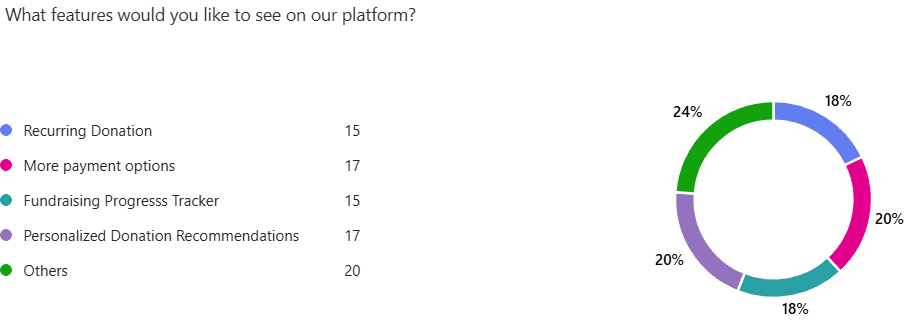 What features would you like to see on our platform?
Recurring Donation 15
More payment options 17
Fundraising Progresss Tracker 15
Personalized Donation Recommendations 17
Others 20
24%
18%
20%
20%
18%